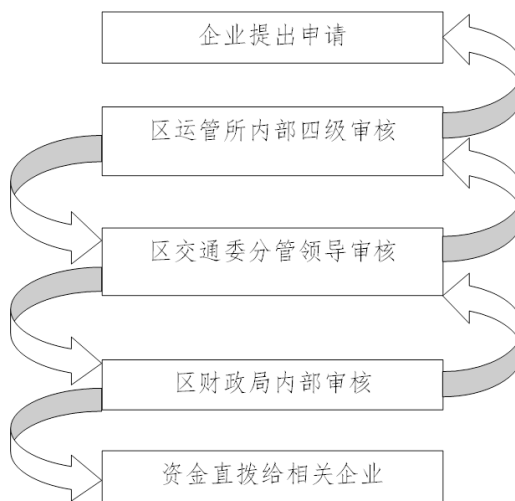 企业提出申请
区运管所内部四级审核
区交通委分管领导审核
区财政局内部审核
资金直拨给相关企业